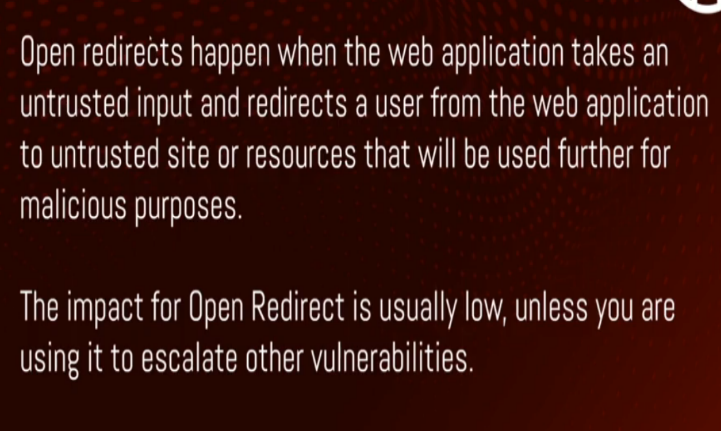 Open redirects happen when the web application takes an
untrusted input and redirects a user from the web application
to untrusted site or resources that will be used further for
malicious purposes.
The impact for Open Redirect is usually low, unless you are
using it to escalate other vulnerabilities.